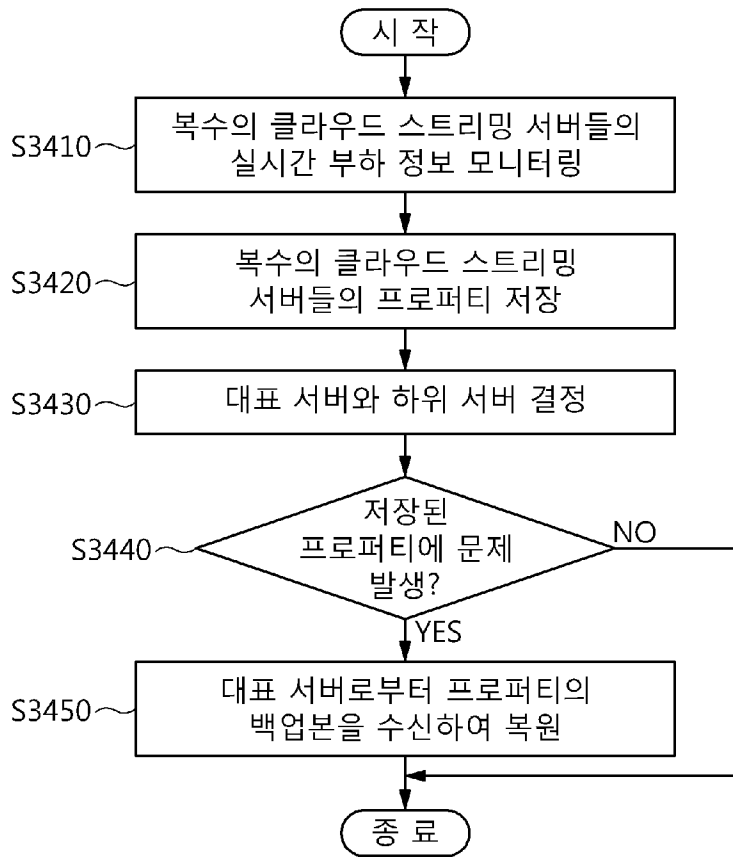 시 작
S3410
복수의 클라우드 스트리밍 서버들의
실시간 부하 정보 모니터링
S3420
복수의 클라우드 스트리밍
서버들의 프로퍼티 저장
S3430
대표 서버와 하위 서버 결정
S3440
저장된
프로퍼티에 문제
발생?
NO
YES
S3450
대표 서버로부터 프로퍼티의
백업본을 수신하여 복원
종 료